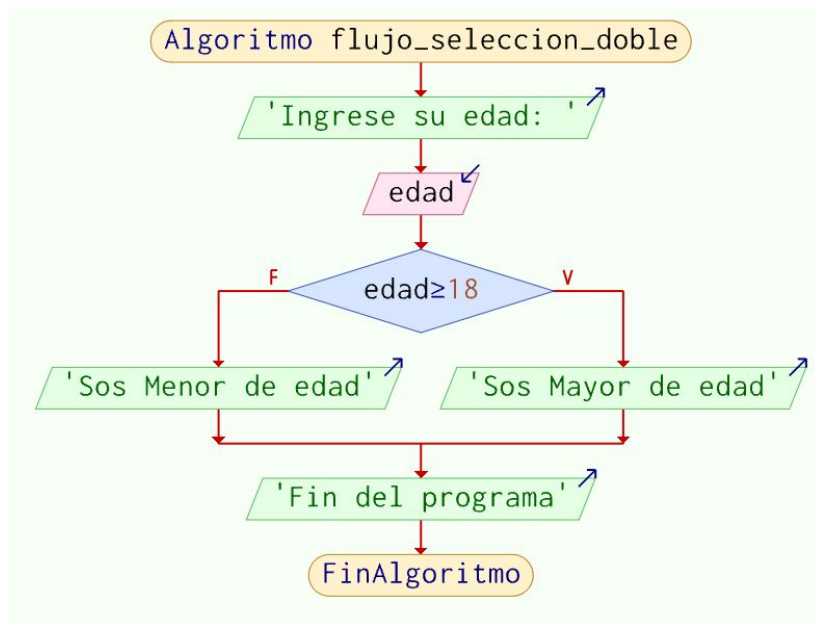 Algoritmo flujo_seleccion_doble
'Ingrese su edad: '
edad
edad≥18
F
V
'Sos Menor de edad'
'Sos Mayor de edad'
'Fin del programa'
FinAlgoritmo